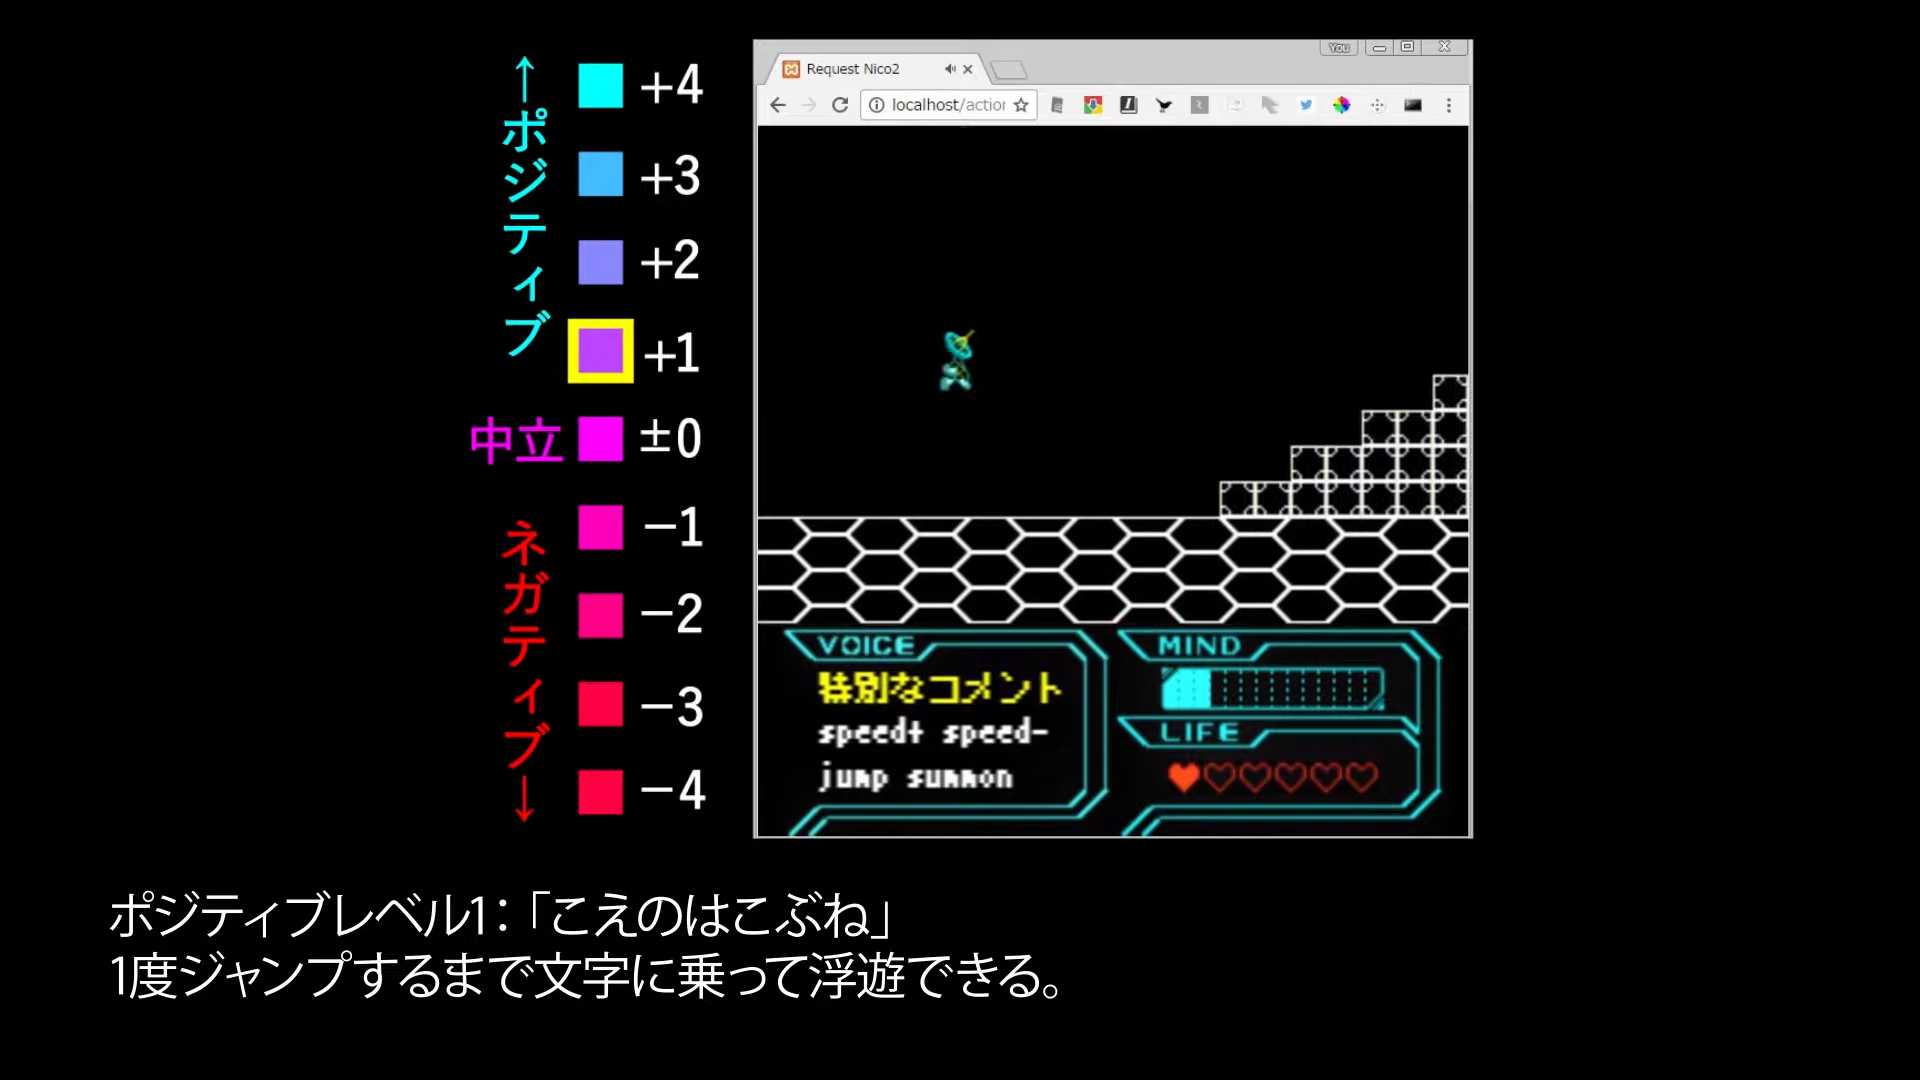 ↑ポジティブ
+4
+3
+2
+1
中立 ±0
ネガティブ↓
−1
−2
−3
−4
You
Request Nico2
localhost/action
VOICE
特別なコメント
speed+ speed-
jump summon
MIND
LIFE
ポジティブレベル1：「こえのはこぶね」
1度ジャンプするまで文字に乗って浮遊できる。